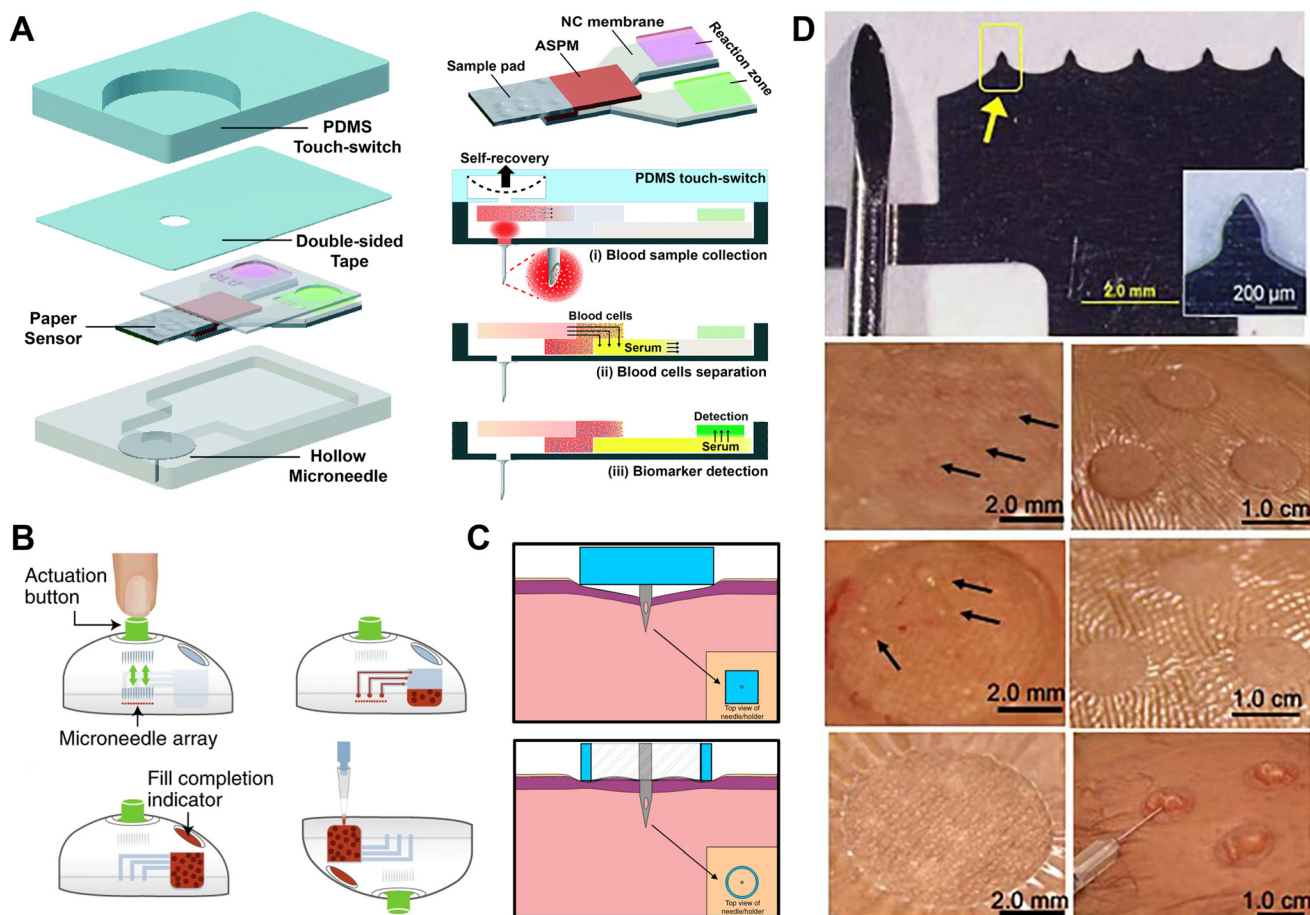 A
PDMS
Touch-switch
Double-sided
Tape
Paper
Sensor
Hollow
Microneedle
NC membrane
ASPM
Sample pad
Reaction zone
Self-recovery
PDMS touch-switch
(i) Blood sample collection
Blood cells
Serum
(ii) Blood cells separation
Detection
Serum
(iii) Biomarker detection
B
Actuation
button
Microneedle array
Fill completion
indicator
C
Top view of
needle/holder
Top view of
needle/holder
D
2.0 mm
200 μm
2.0 mm
1.0 cm
2.0 mm
1.0 cm
2.0 mm
1.0 cm